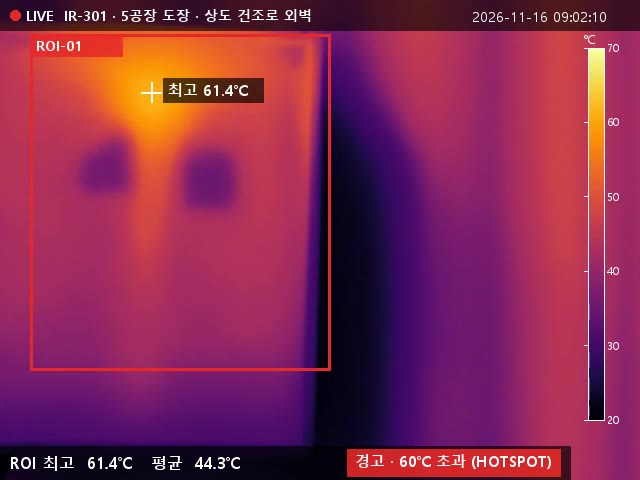 LIVE IR-301 · 5공장 도장 · 상도 건조로 외벽
2026-11-16 09:02:10
℃
ROI-01
70
최고 61.4℃
60
50
40
30
20
ROI 최고 61.4℃ 평균 44.3℃
경고 · 60℃ 초과 (HOTSPOT)